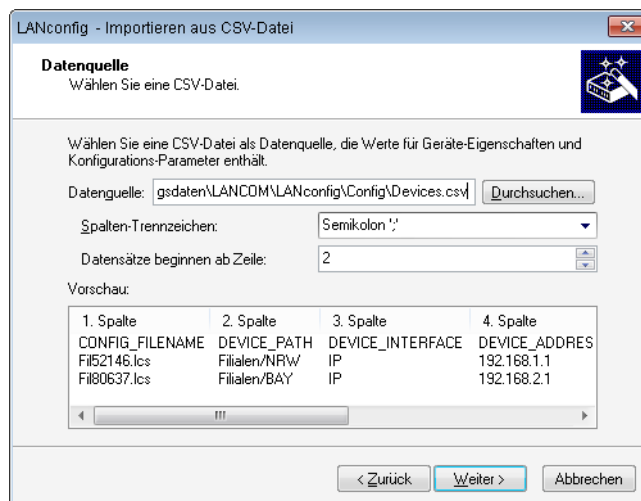 LANconfig - Importieren aus CSV-Datei
Datenquelle
Wählen Sie eine CSV-Datei.
Wählen Sie eine CSV-Datei als Datenquelle, die Werte für Geräte-Eigenschaften und
Konfigurations-Parameter enthält.
Datenquelle: gsdaten\LANCOM\LANconfig\Config\Devices.csv Durchsuchen...
Spalten-Trennzeichen: Semikolon ';'
Datensätze beginnen ab Zeile: 2
Vorschau:
1. Spalte 2. Spalte 3. Spalte 4. Spalte
CONFIG_FILENAME DEVICE_PATH DEVICE_INTERFACE DEVICE_ADDRES
Fil52146.lcs Filialen/NRW IP 192.168.1.1
Fil80637.lcs Filialen/BAY IP 192.168.2.1
< Zurück Weiter > Abbrechen